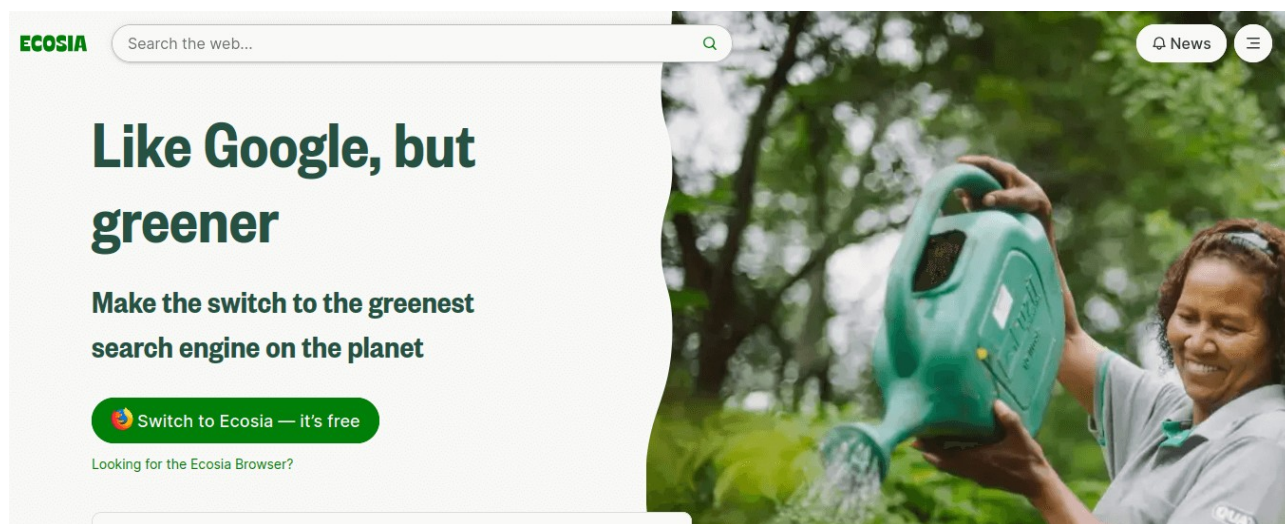 ECOSIA
Search the web...
News
Like Google, but
greener
Make the switch to the greenest
search engine on the planet
Switch to Ecosia — it's free
Looking for the Ecosia Browser?